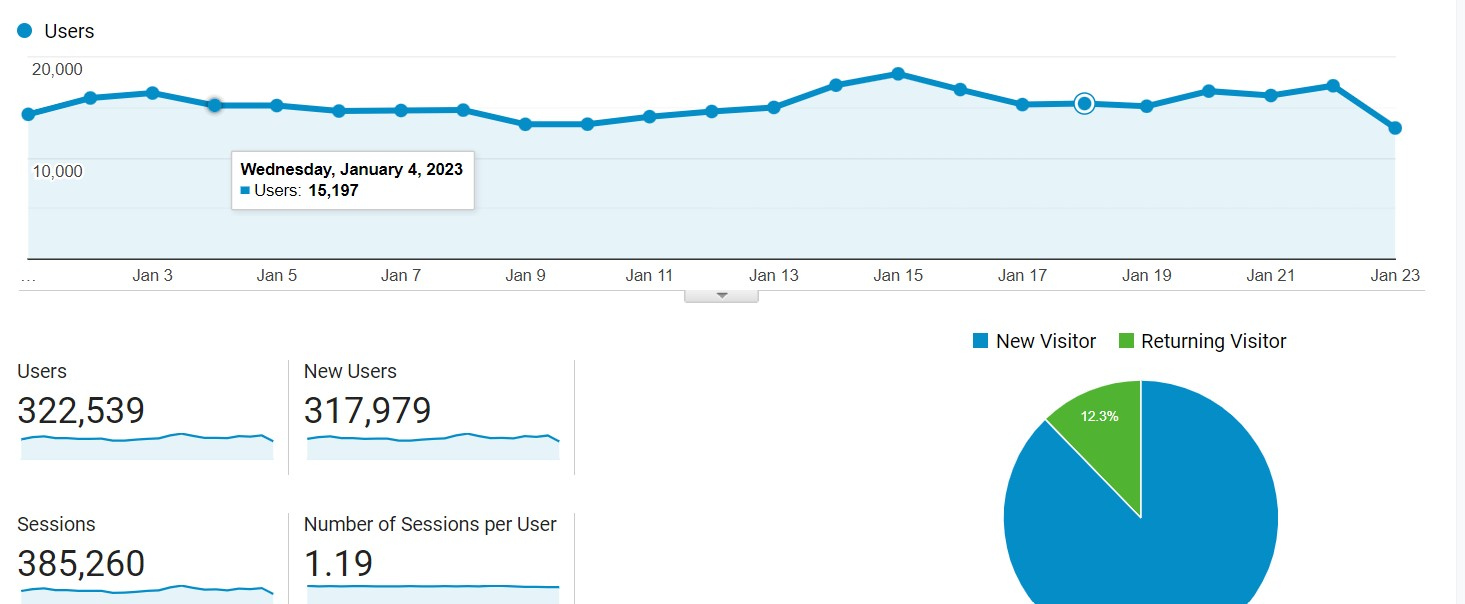 Users
20,000
10,000
Wednesday, January 4, 2023
Users: 15,197
... Jan 3 Jan 5 Jan 7 Jan 9 Jan 11 Jan 13 Jan 15 Jan 17 Jan 19 Jan 21 Jan 23
New Visitor Returning Visitor
Users New Users
322,539 317,979
12.3%
Sessions Number of Sessions per User
385,260 1.19